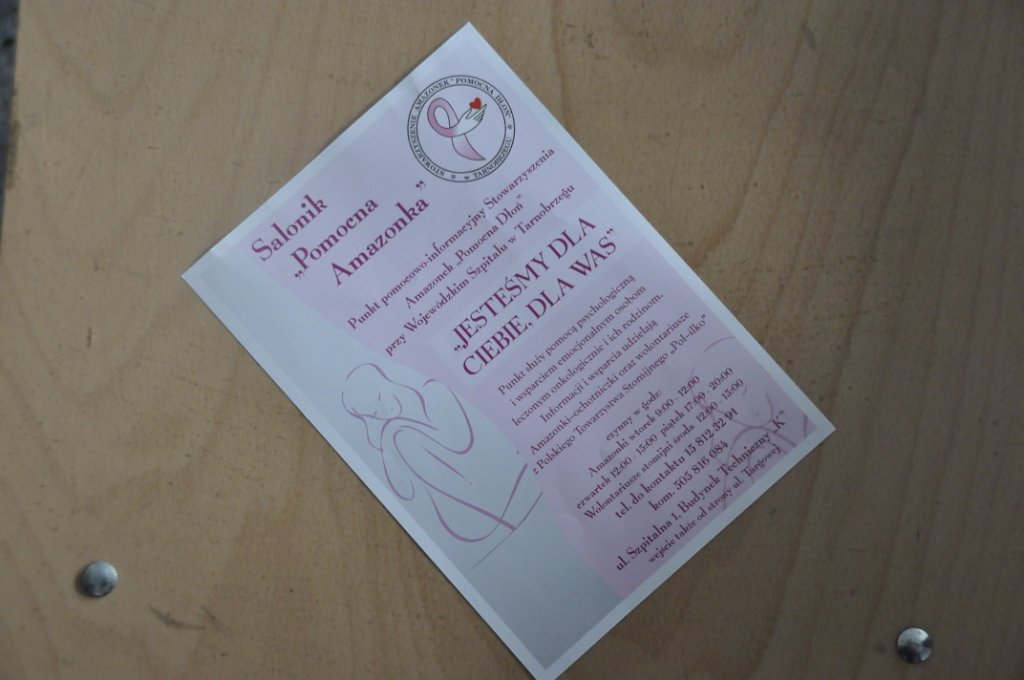 STOWARZYSZENIE AMAZONEK "POMOCNA DŁOŃ"
w TARNOBRZEGU
Salonik
„Pomocna
Amazonka”
Punkt pomocowo-informacyjny Stowarzyszenia
Amazonek „Pomocna Dłoń”
przy Wojewódzkim Szpitalu w Tarnobrzegu
„JESTEŚMY DLA
CIEBIE, DLA WAS”
Punkt służy pomocą psychologiczną
i wsparciem emocjonalnym osobom
leczonym onkologicznie i ich rodzinom.
Informacji i wsparcia udzielają
Amazonki-ochotniczki oraz wolontariusze
z Polskiego Towarzystwa Stomijnego „Pol-ilko”
czynny w godz:
Amazonki wtorek 9:00 - 12:00
czwartek 12:00 - 15:00 piątek 17:00 - 20:00
Wolontariusze stomijni środa 12:00 - 15:00
tel. do kontaktu 15 812 32 91
kom. 505 816 084
ul. Szpitalna 1, Budynek Techniczny „K”
wejście także od strony ul. Targowej